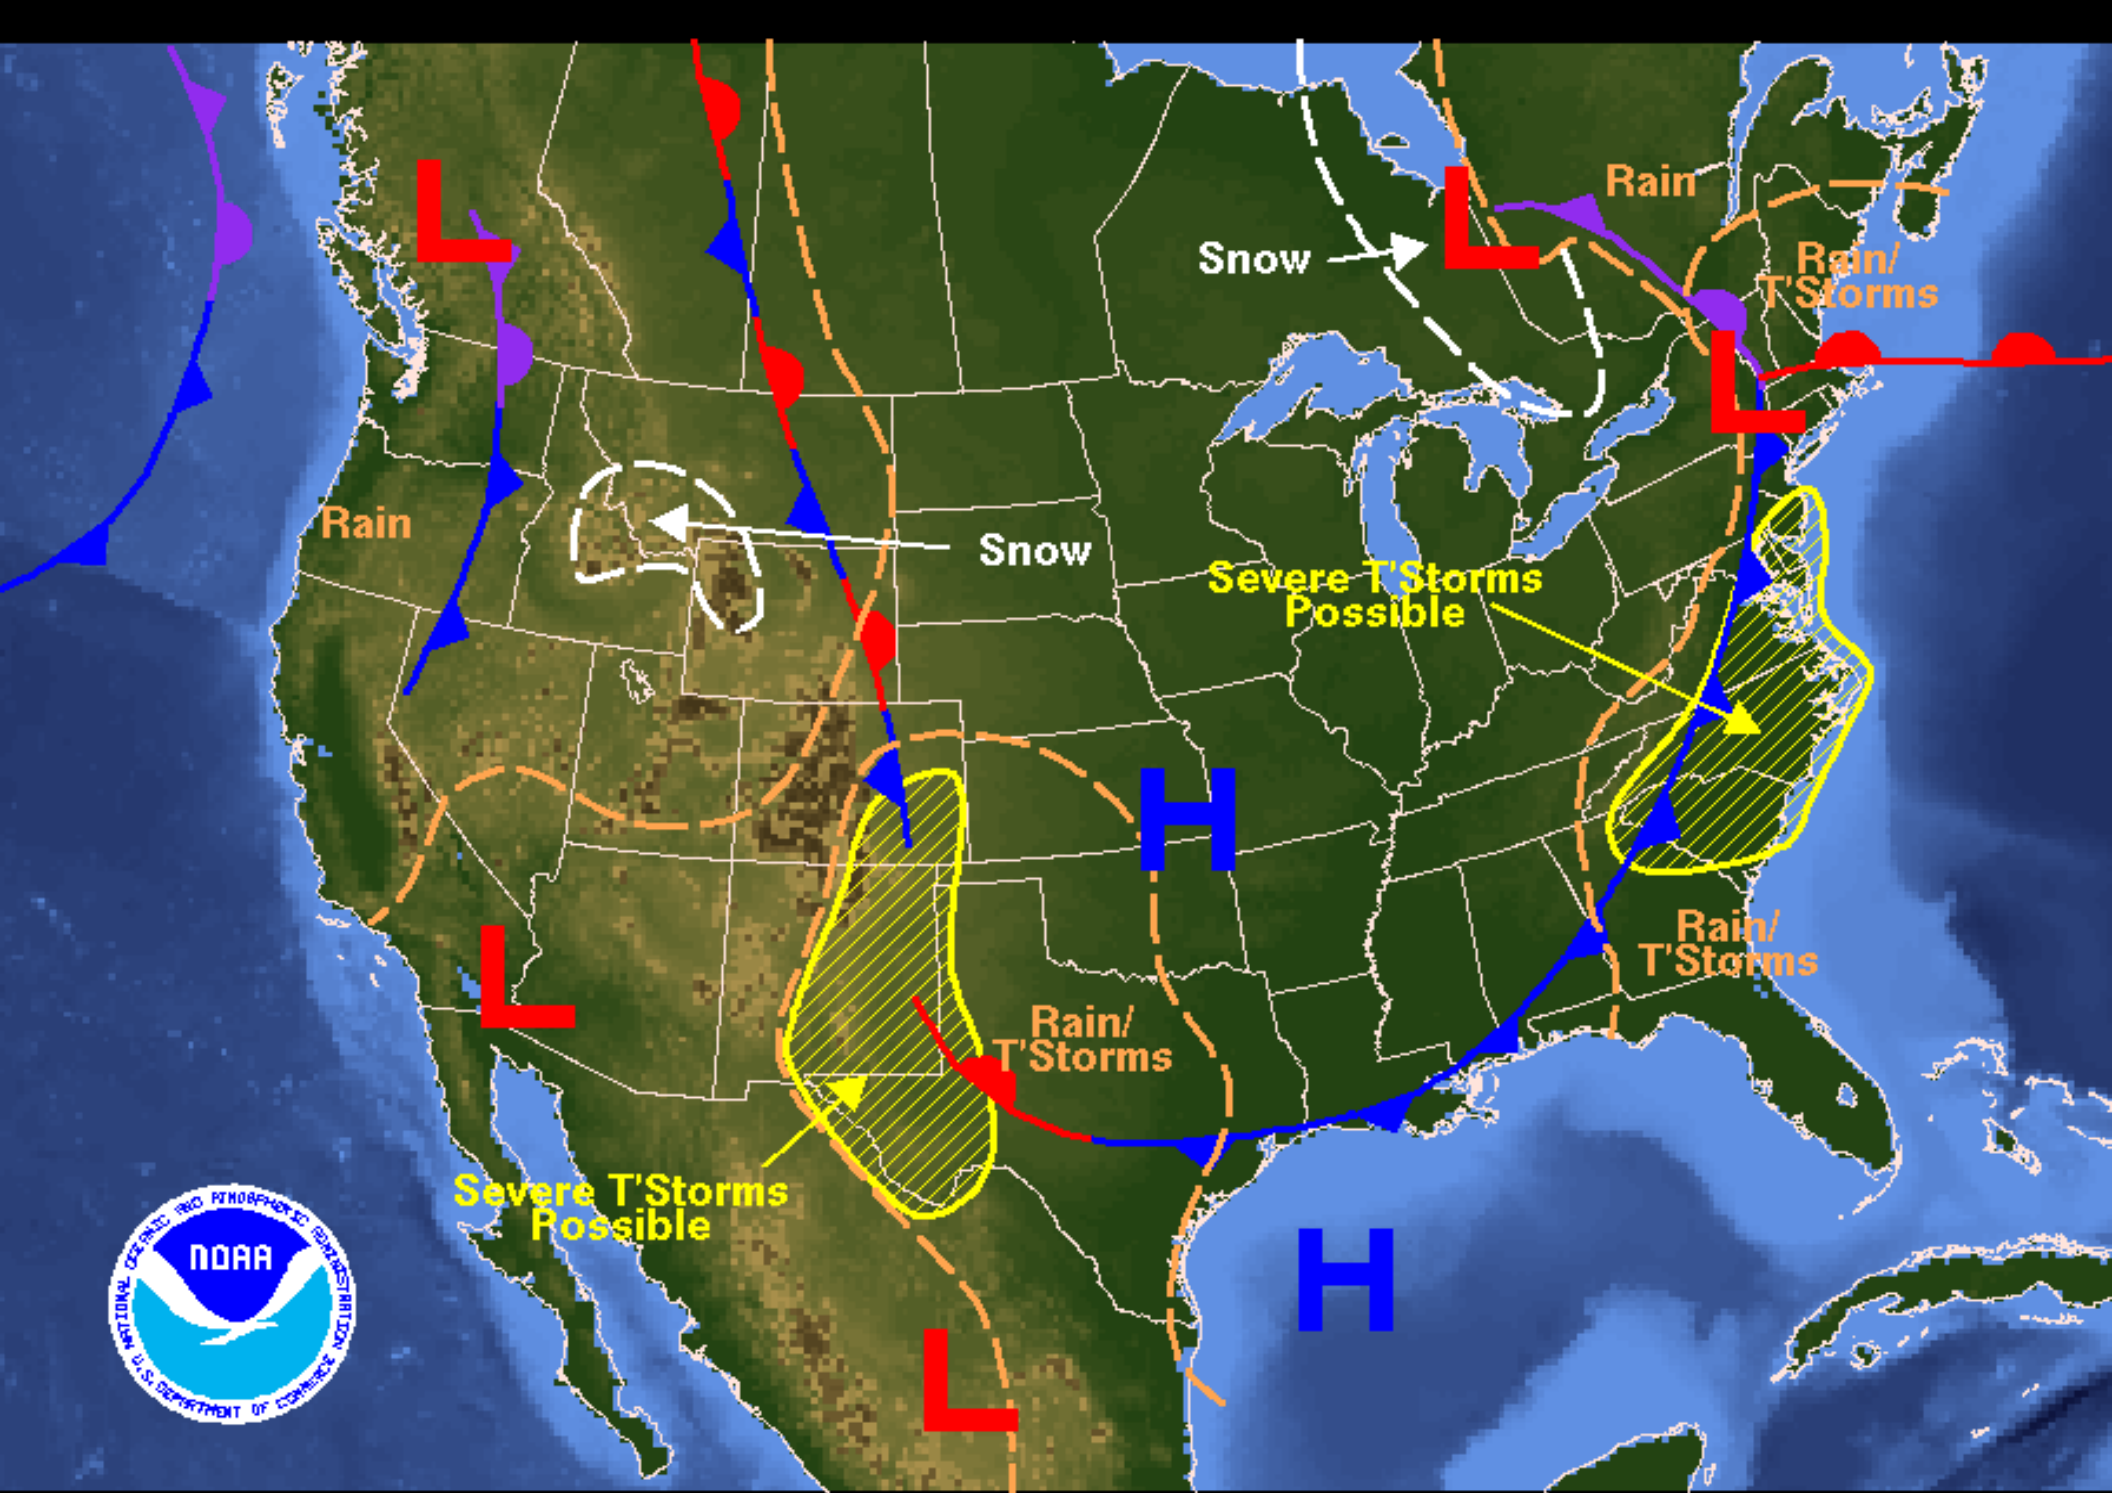 L
L
Rain
Snow
Rain/
T'Storms
L
Rain
Snow
Severe T'Storms
Possible
H
Rain/
T'Storms
L
Rain/
T'Storms
Severe T'Storms
Possible
H
L
NOAA
NATIONAL OCEANIC AND ATMOSPHERIC ADMINISTRATION
U.S. DEPARTMENT OF COMMERCE